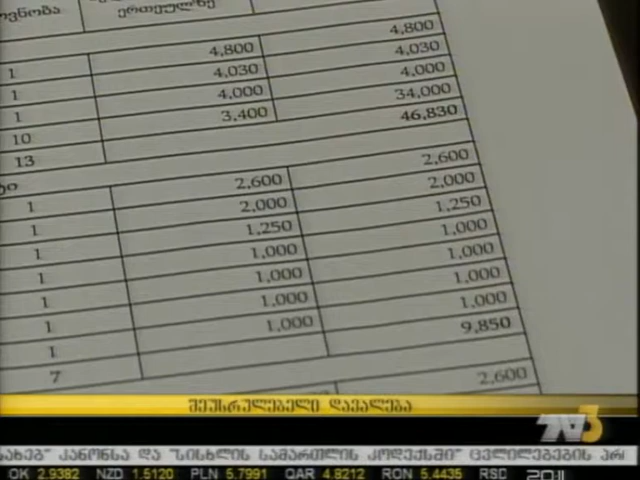 ერთეულზე
4,800 4,800
1 4,030 4,030
1 4,000 4,000
1 3,400 34,000
10 46,830
13
2,600 2,600
1 2,000 2,000
1 1,250 1,250
1 1,000 1,000
1 1,000 1,000
1 1,000 1,000
1 1,000 1,000
1 9,850
7
2,600
შეუსრულებელი დავალება
კანონსა და "სისხლის სამართლის კოდექსში" ცვლილებების
OK 2.9382 NZD 1.5120 PLN 5.7991 QAR 4.8212 RON 5.4435 RSD